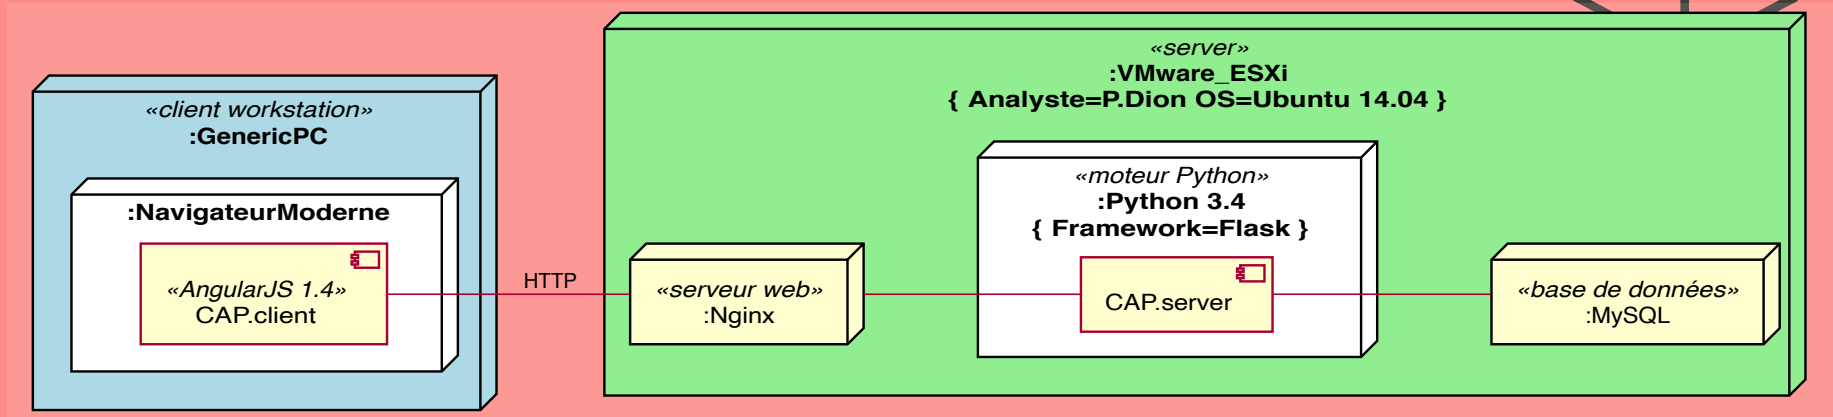 «client workstation»
:GenericPC
:NavigateurModerne
«AngularJS 1.4»
CAP.client
HTTP
«server»
:VMware_ESXi
{ Analyste=P.Dion OS=Ubuntu 14.04 }
«serveur web»
:Nginx
«moteur Python»
:Python 3.4
{ Framework=Flask }
CAP.server
«base de données»
:MySQL